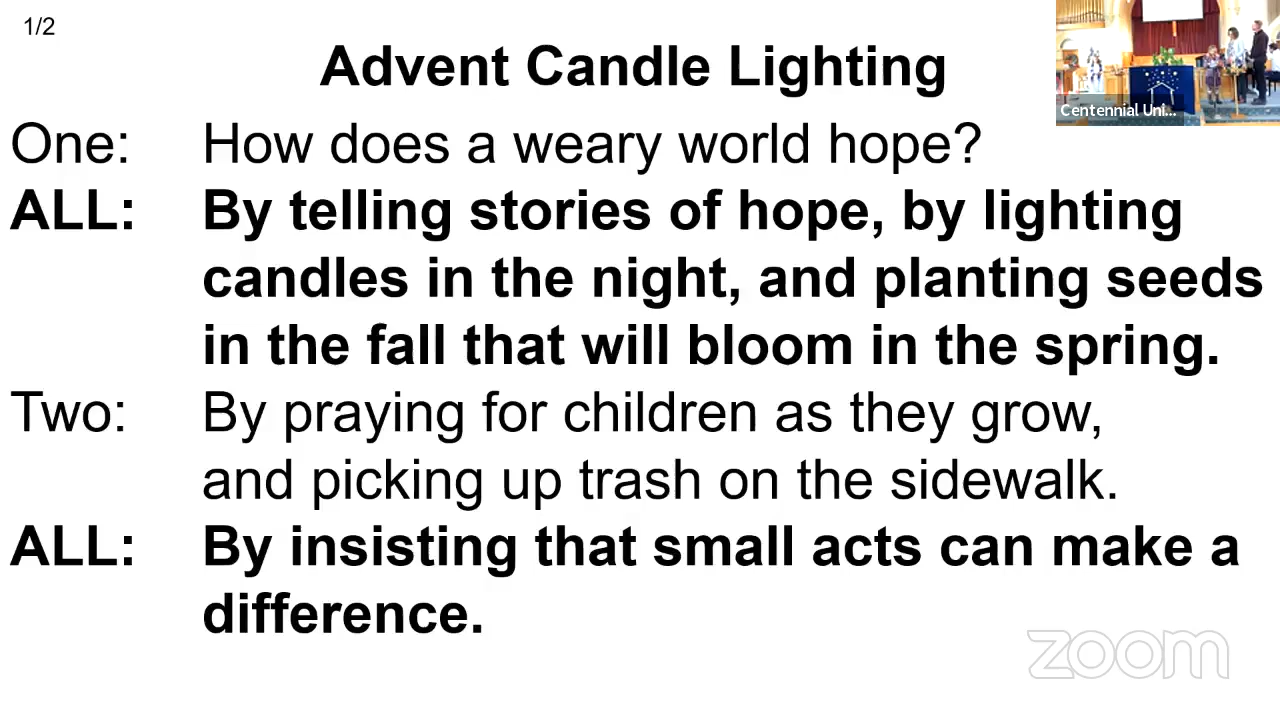 1/2
Advent Candle Lighting
One: How does a weary world hope?
ALL: By telling stories of hope, by lighting
candles in the night, and planting seeds
in the fall that will bloom in the spring.
Two: By praying for children as they grow,
and picking up trash on the sidewalk.
ALL: By insisting that small acts can make a
difference.
Centennial Uni...
zoom